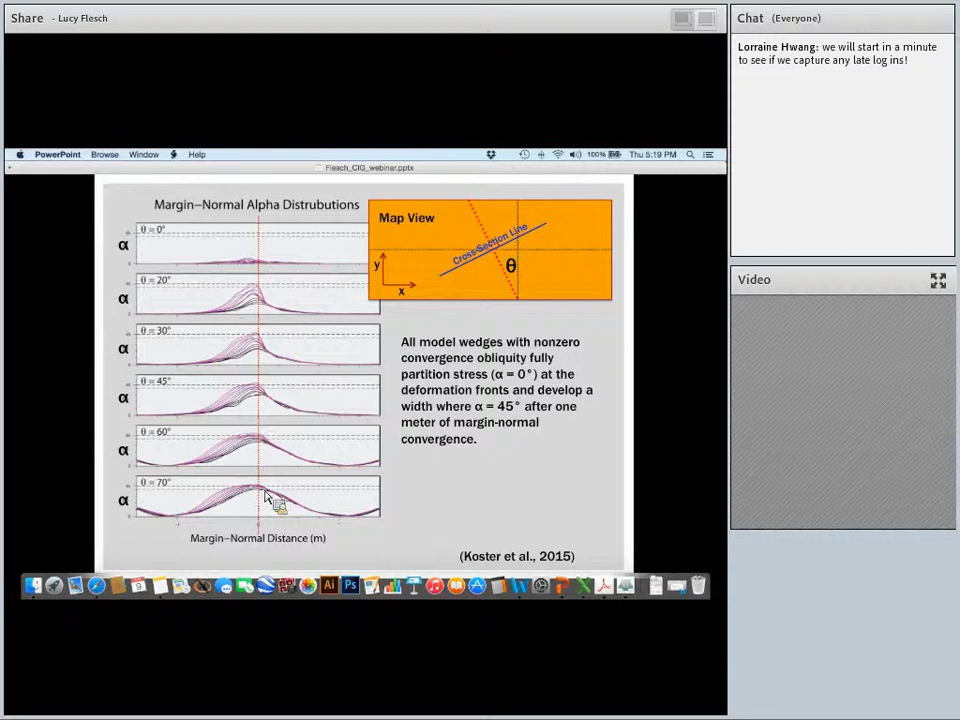 Share - Lucy Flesch
PowerPoint Browse Window Help
100%
Thu 5:19 PM
Flesch_CIG_webinar.pptx
Margin–Normal Alpha Distrubutions
α
θ = 0°
α
θ = 20°
α
θ = 30°
α
θ = 45°
α
θ = 60°
α
θ = 70°
Margin–Normal Distance (m)
Map View
Cross-Section Line
θ
y
x
All model wedges with nonzero
convergence obliquity fully
partition stress (α = 0°) at the
deformation fronts and develop a
width where α = 45° after one
meter of margin-normal
convergence.
(Koster et al., 2015)
Ai
Ps
Chat (Everyone)
Lorraine Hwang: we will start in a minute
to see if we capture any late log ins!
Video